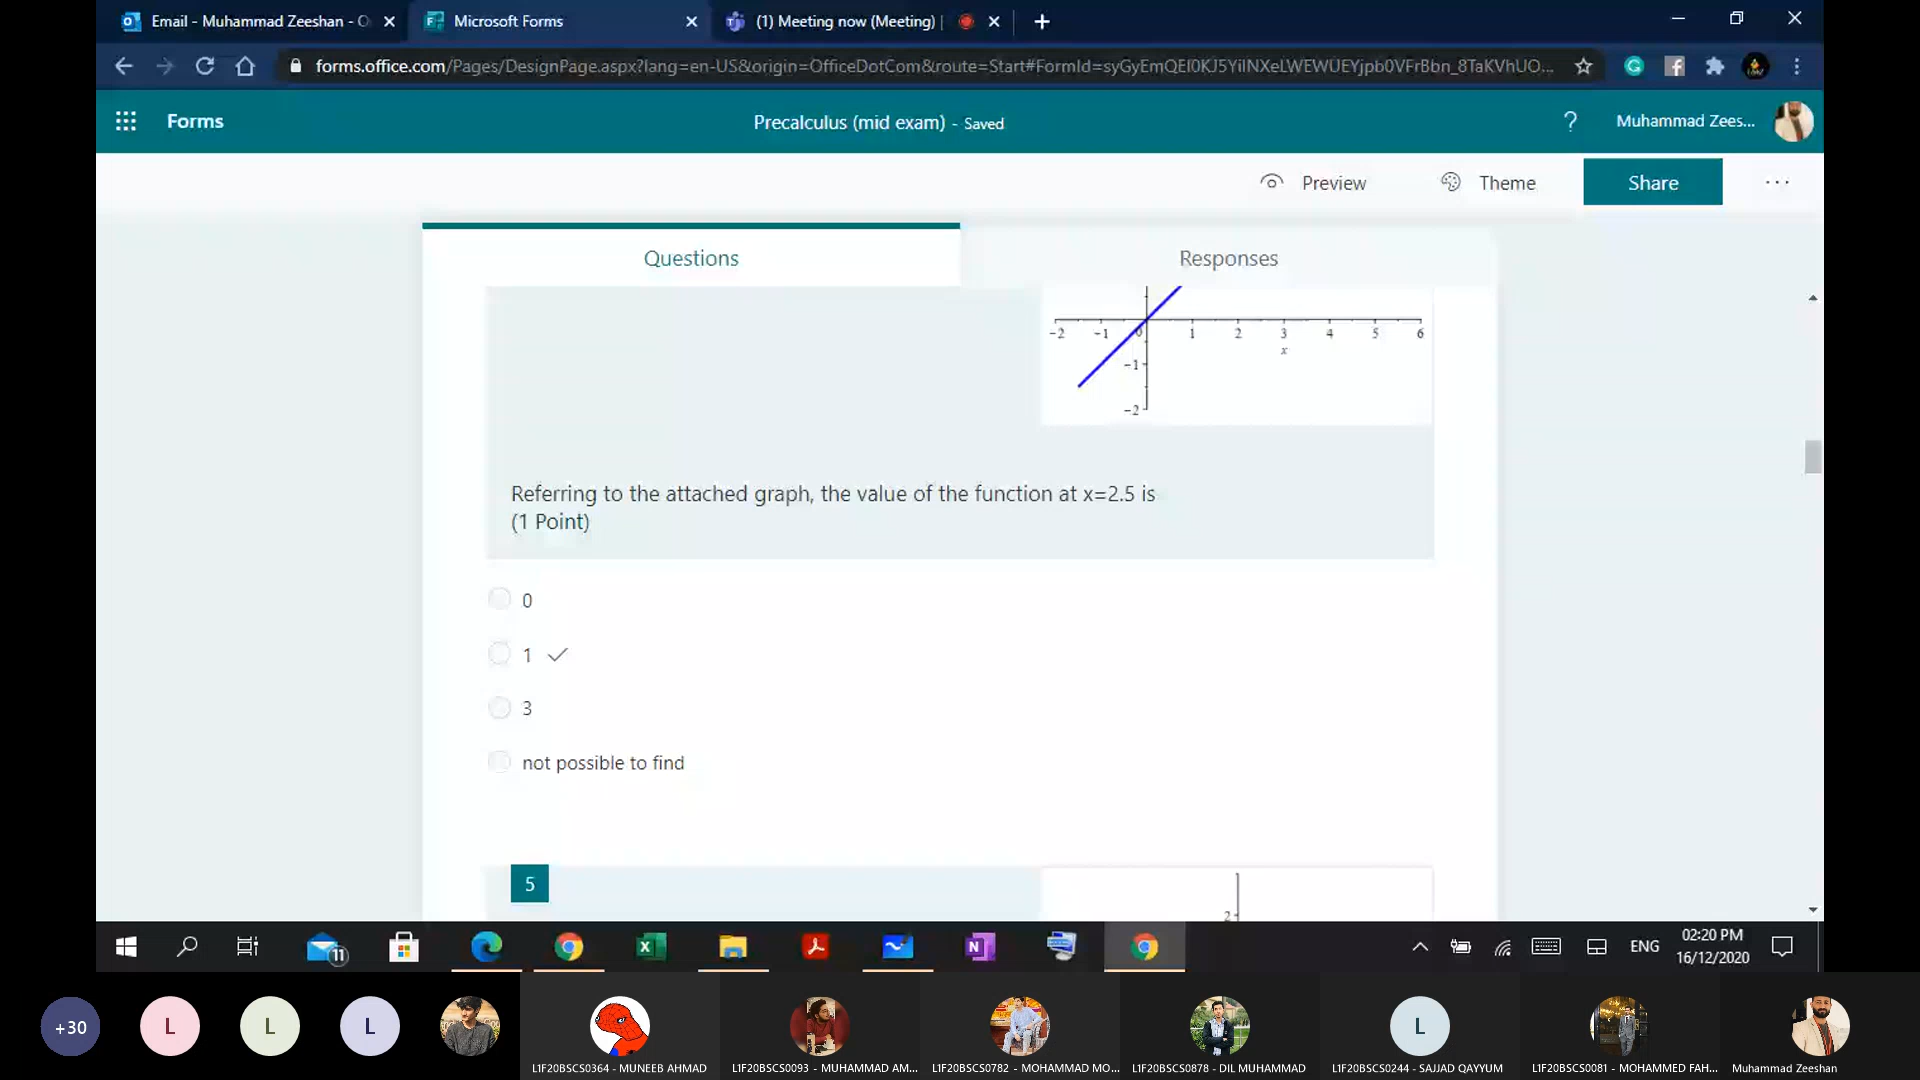 Email - Muhammad Zeeshan - O
Microsoft Forms
(1) Meeting now (Meeting) |
forms.office.com/Pages/DesignPage.aspx?lang=en-US&origin=OfficeDotCom&route=Start#FormId=
Forms
Precalculus (mid exam) - Saved
?
Muhammad Zees...
Preview
Theme
Share
...
Questions
Responses
-2 -1 0 1 2 3 4 5 6
x
-1
-2
Referring to the attached graph, the value of the function at x=2.5 is
(1 Point)
0
1
3
not possible to find
5
2
11
ENG
02:20 PM
16/12/2020
+30
L
L
L
L
L1F20BSCS0364 - MUNEEB AHMAD
L1F20BSCS0093 - MUHAMMAD AM...
L1F20BSCS0782 - MOHAMMAD MO...
L1F20BSCS0878 - DIL MUHAMMAD
L1F20BSCS0244 - SAJJAD QAYYUM
L1F20BSCS0081 - MOHAMMED FAH...
Muhammad Zeeshan